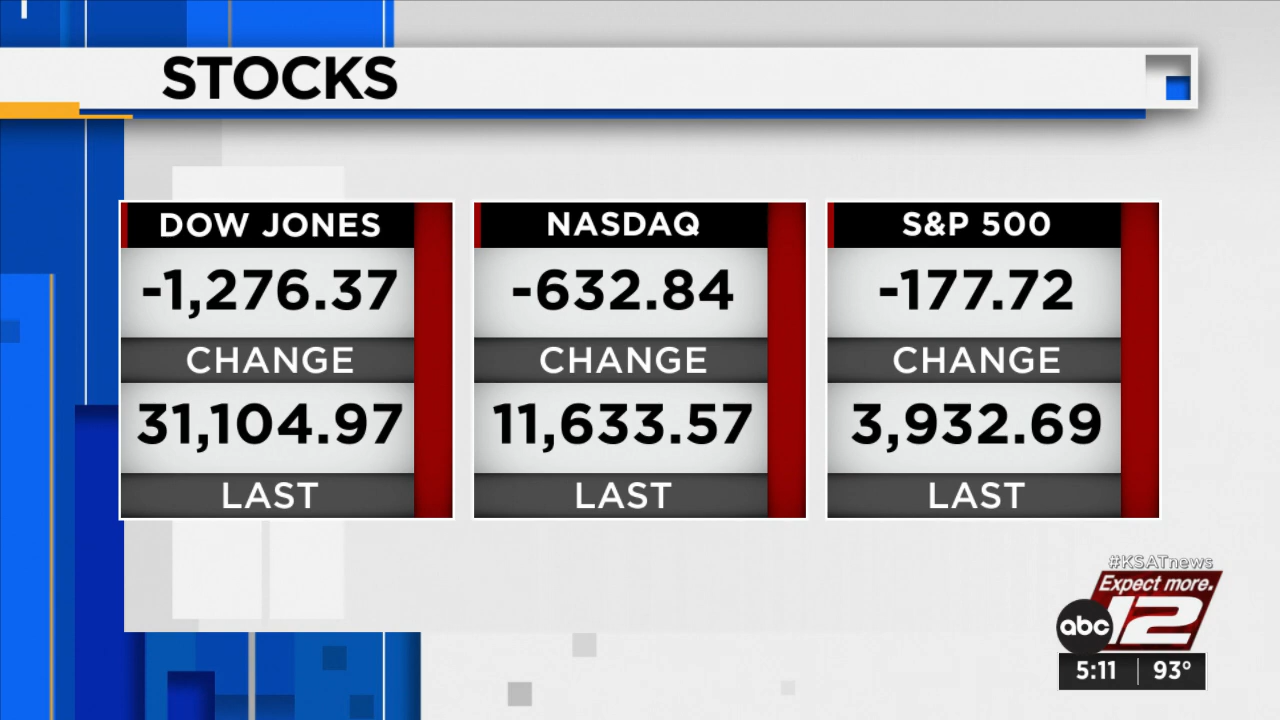 STOCKS
DOW JONES
-1,276.37
CHANGE
31,104.97
LAST
NASDAQ
-632.84
CHANGE
11,633.57
LAST
S&P 500
-177.72
CHANGE
3,932.69
LAST
#KSATnews
Expect more.
abc 12
5:11 93°